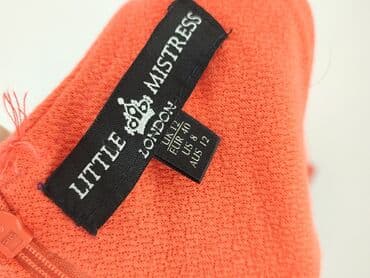 LITTLE MISTRESS
LONDON
UK 12
EUR 40
US 8
AUS 12